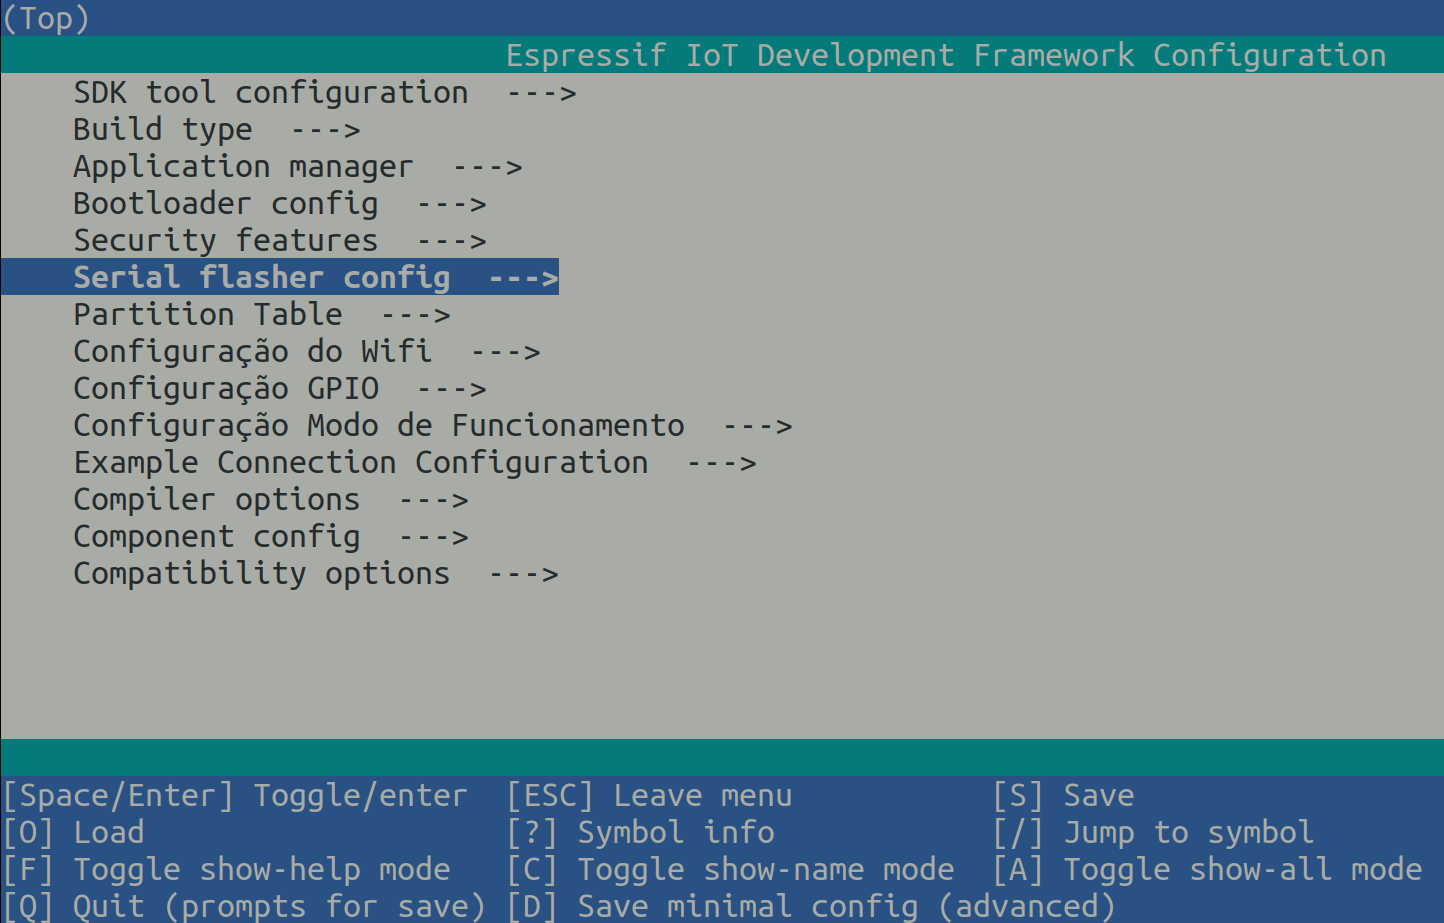 (Top)
Espressif IoT Development Framework Configuration
SDK tool configuration --->
Build type --->
Application manager --->
Bootloader config --->
Security features --->
Serial flasher config --->
Partition Table --->
Configuração do Wifi --->
Configuração GPIO --->
Configuração Modo de Funcionamento --->
Example Connection Configuration --->
Compiler options --->
Component config --->
Compatibility options --->
[Space/Enter] Toggle/enter [ESC] Leave menu [S] Save
[O] Load [?] Symbol info [/] Jump to symbol
[F] Toggle show-help mode [C] Toggle show-name mode [A] Toggle show-all mode
[Q] Quit (prompts for save) [D] Save minimal config (advanced)